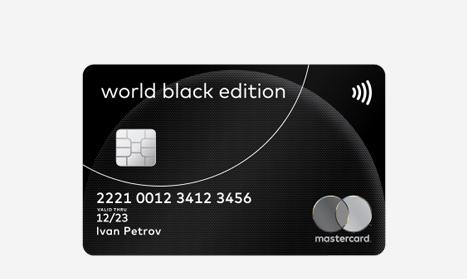 world black edition
2221 0012 3412 3456
VALID THRU
12/23
Ivan Petrov
mastercard.